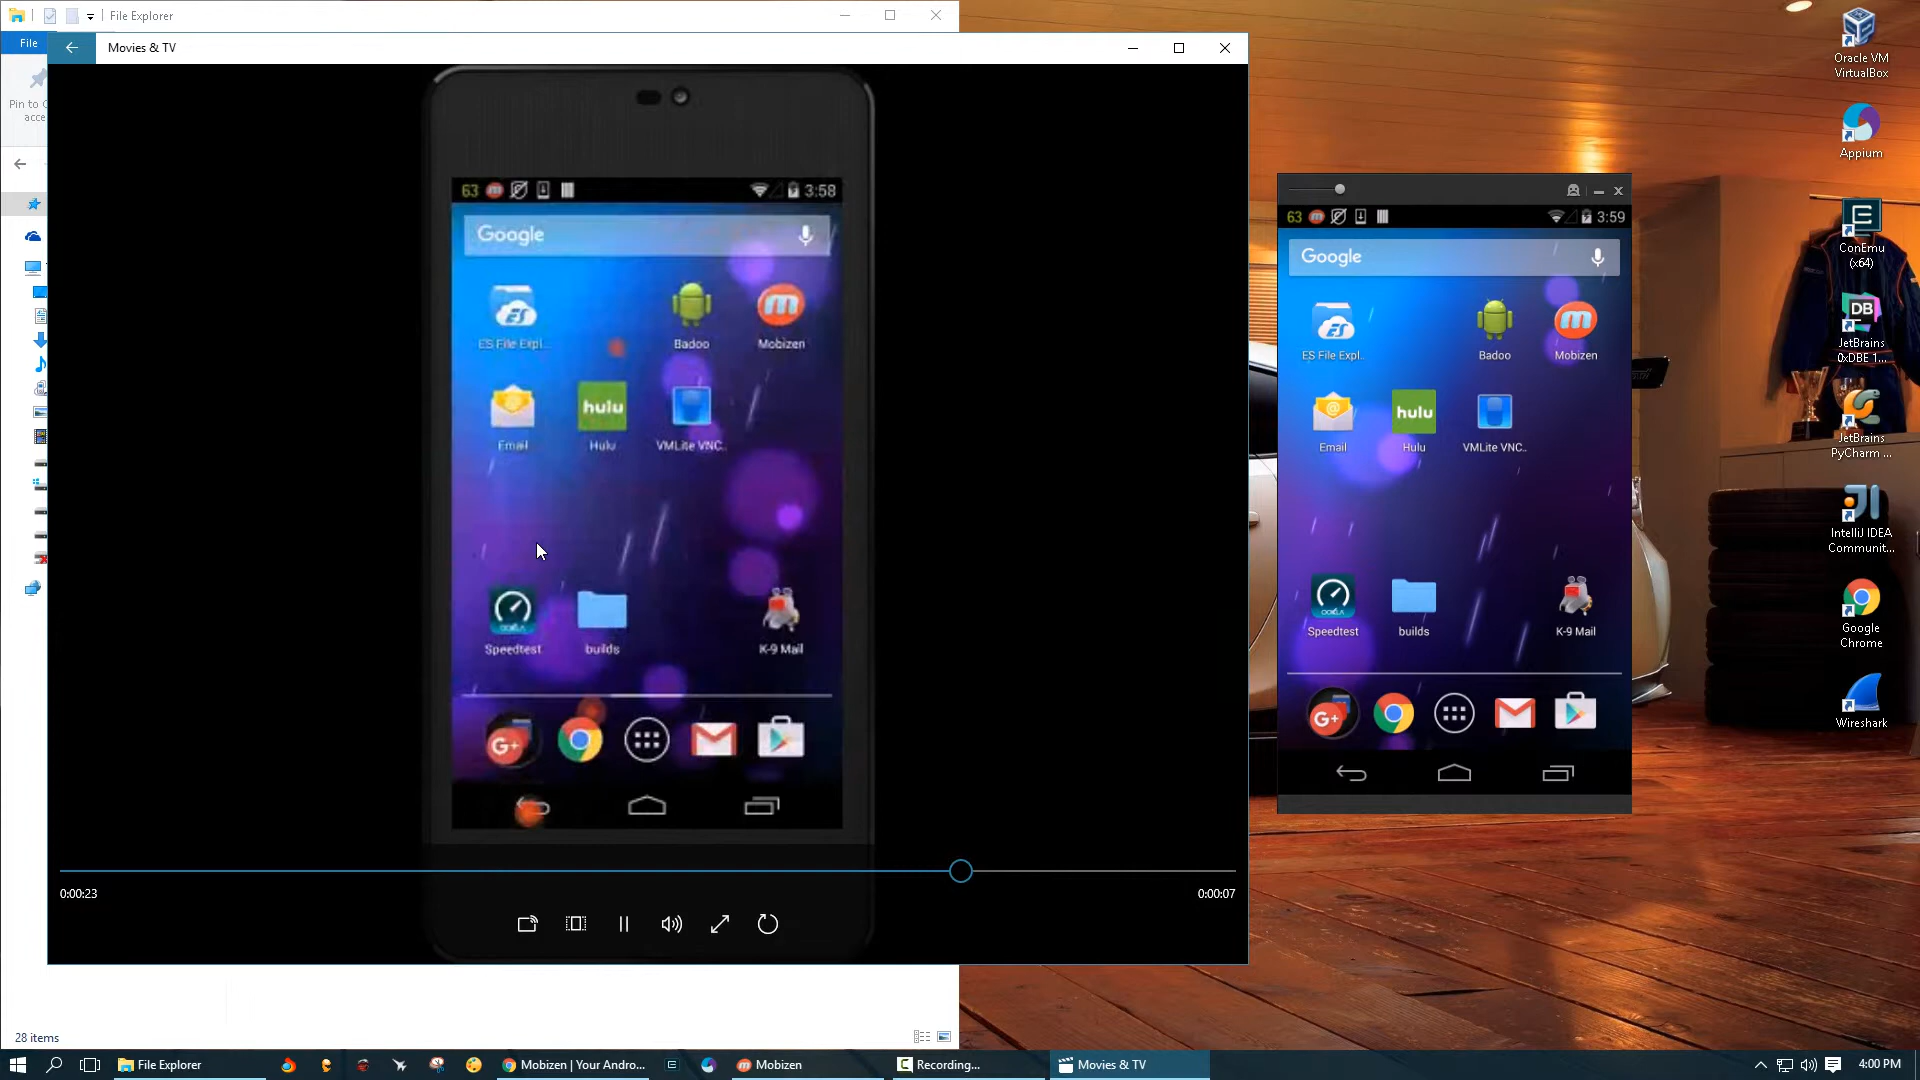 File Explorer
File
Movies & TV
Pin to
acce
63
3:58
Google
ES
ES File Expl..
Badoo
m
Mobizen
@
Email
hulu
Hulu
VMLite VNC..
OOKLA
Speedtest
builds
K-9 Mail
G+
0:00:23
0:00:07
63
3:59
Google
ES
ES File Expl..
Badoo
m
Mobizen
@
Email
hulu
Hulu
VMLite VNC..
OOKLA
Speedtest
builds
K-9 Mail
G+
Oracle VM
VirtualBox
Appium
ConEmu
(x64)
DB
JetBrains
0xDBE 1...
JetBrains
PyCharm ...
IntelliJ IDEA
Communit...
Google
Chrome
Wireshark
28 items
File Explorer
Mobizen | Your Andro...
Mobizen
Recording...
Movies & TV
4:00 PM